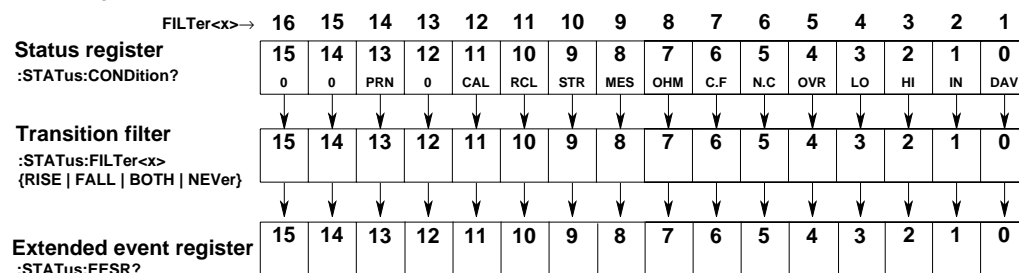 FILTer<x>→ 16 15 14 13 12 11 10 9 8 7 6 5 4 3 2 1
Status register 15 14 13 12 11 10 9 8 7 6 5 4 3 2 1 0
:STATus:CONDition? 0 0 PRN 0 CAL RCL STR MES OHM C.F N.C OVR LO HI IN DAV
Transition filter 15 14 13 12 11 10 9 8 7 6 5 4 3 2 1 0
:STATus:FILTer<x>
{RISE | FALL | BOTH | NEVer}
Extended event register 15 14 13 12 11 10 9 8 7 6 5 4 3 2 1 0
:STATus:EESR?